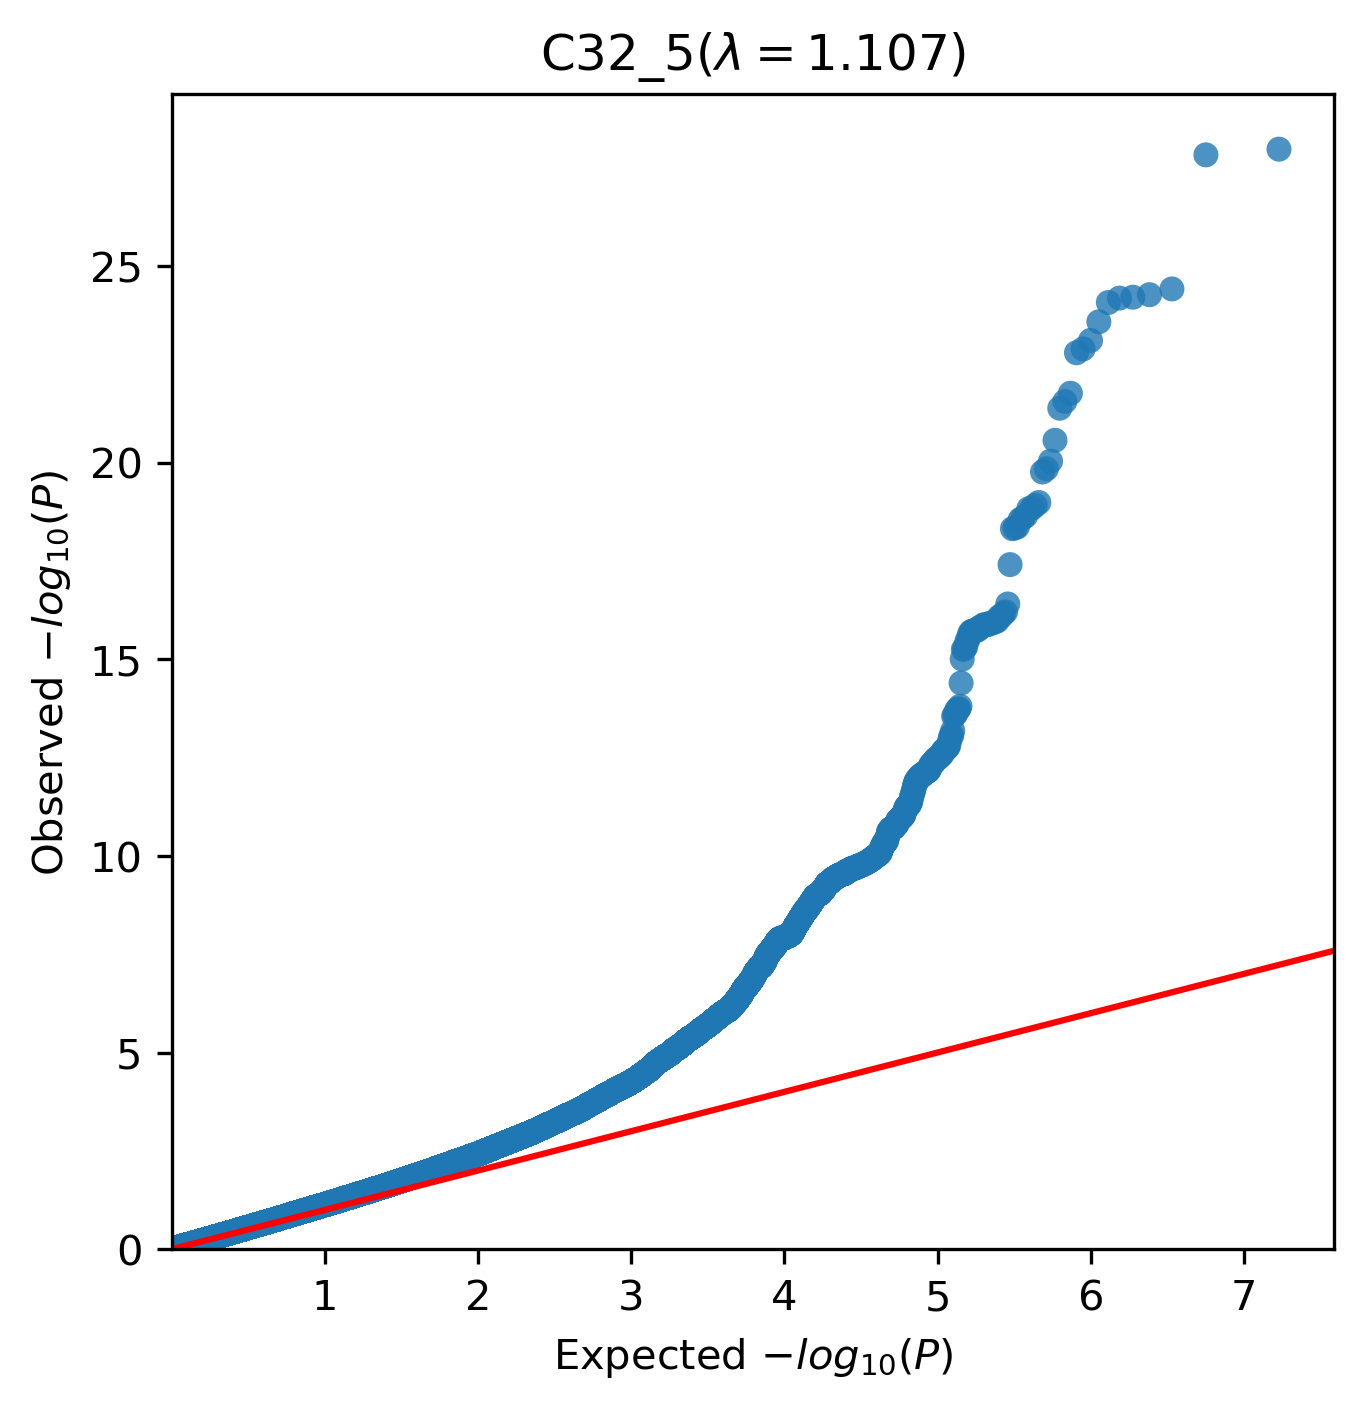 C32_5(λ = 1.107)
Observed −log₁₀(P)
25
20
15
10
5
0
1 2 3 4 5 6 7
Expected −log₁₀(P)